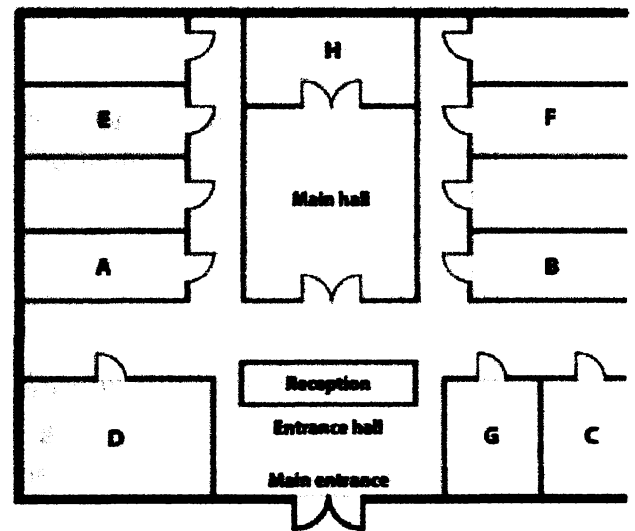 H
E
F
Main hall
A
B
Reception
D
Entrance hall
G
C
Main entrance